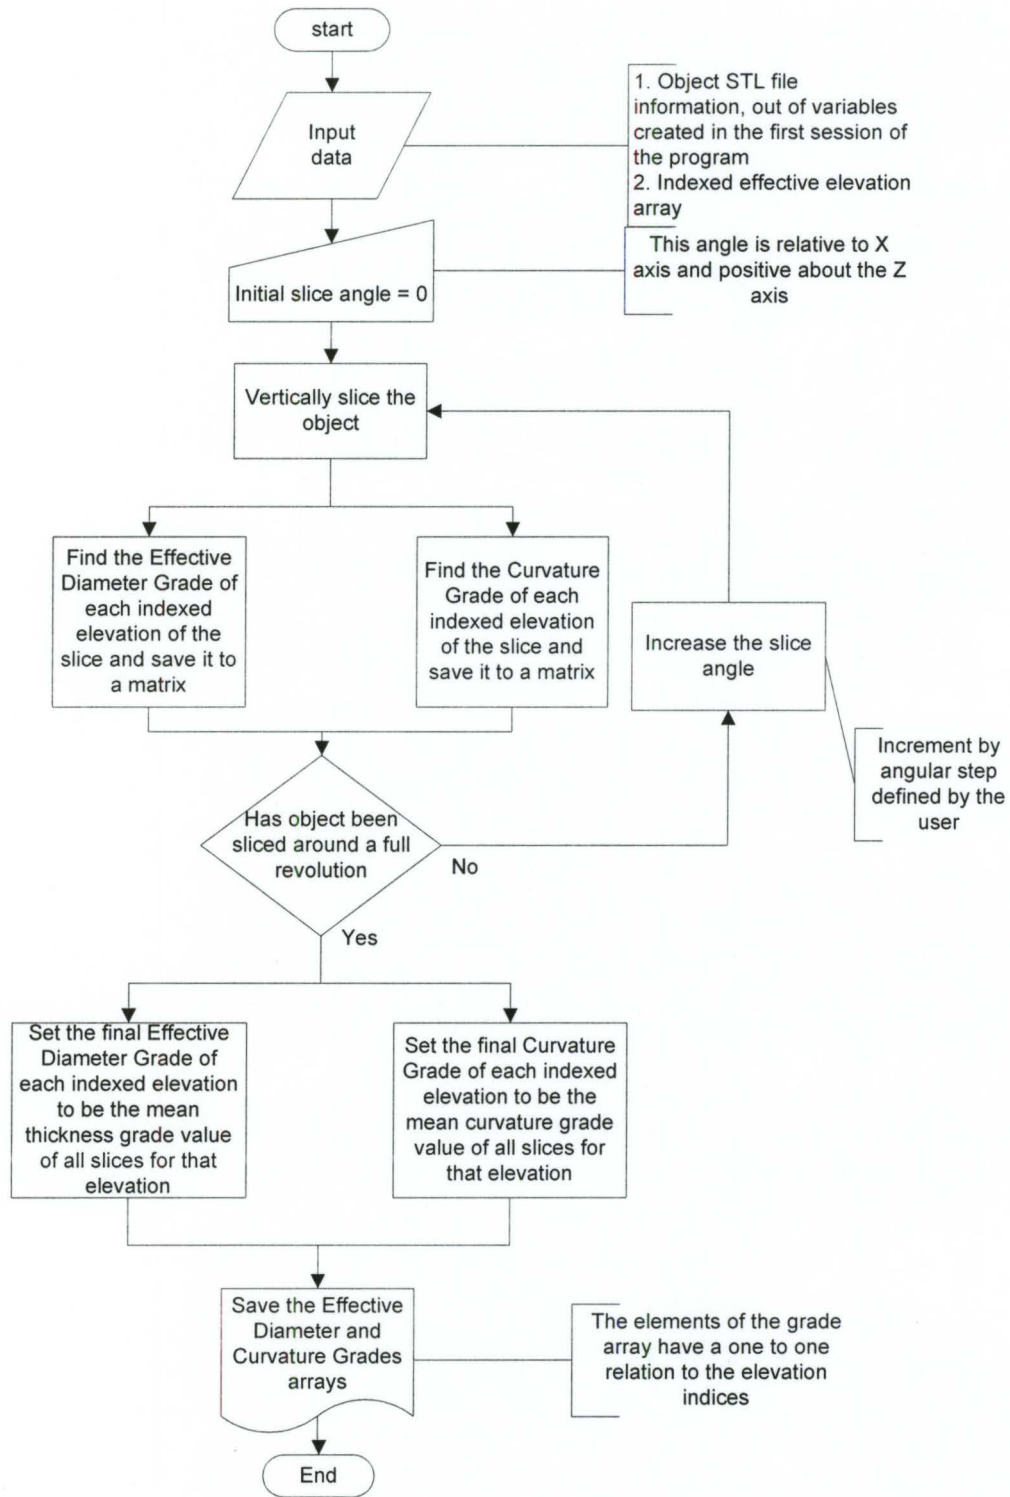 start
Input
data
1. Object STL file
information, out of variables
created in the first session of
the program
2. Indexed effective elevation
array
Initial slice angle = 0
This angle is relative to X
axis and positive about the Z
axis
Vertically slice the
object
Find the Effective
Diameter Grade of
each indexed
elevation of the
slice and save it to
a matrix
Find the Curvature
Grade of each
indexed elevation
of the slice and
save it to a matrix
Increase the slice
angle
Increment by
angular step
defined by the
user
Has object been
sliced around a full
revolution
No
Yes
Set the final Effective
Diameter Grade of
each indexed elevation
to be the mean
thickness grade value
of all slices for that
elevation
Set the final Curvature
Grade of each indexed
elevation to be the
mean curvature grade
value of all slices for
that elevation
Save the Effective
Diameter and
Curvature Grades
arrays
The elements of the grade
array have a one to one
relation to the elevation
indices
End